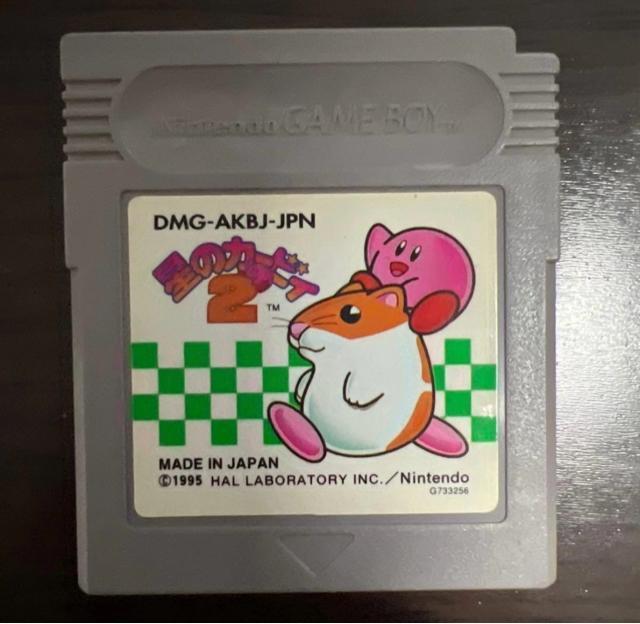 Nintendo GAME BOY TM
DMG-AKBJ-JPN
星のカービィ
2 TM
MADE IN JAPAN
©1995 HAL LABORATORY INC./Nintendo
G733256